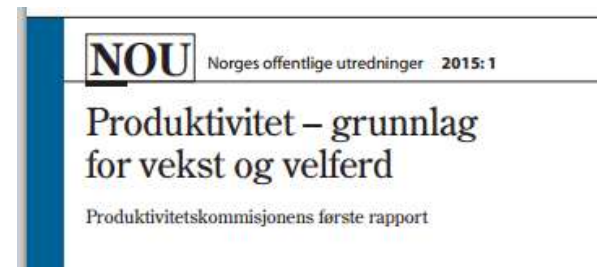 NOU Norges offentlige utredninger 2015: 1
Produktivitet – grunnlag
for vekst og velferd
Produktivitetskommisjonens første rapport